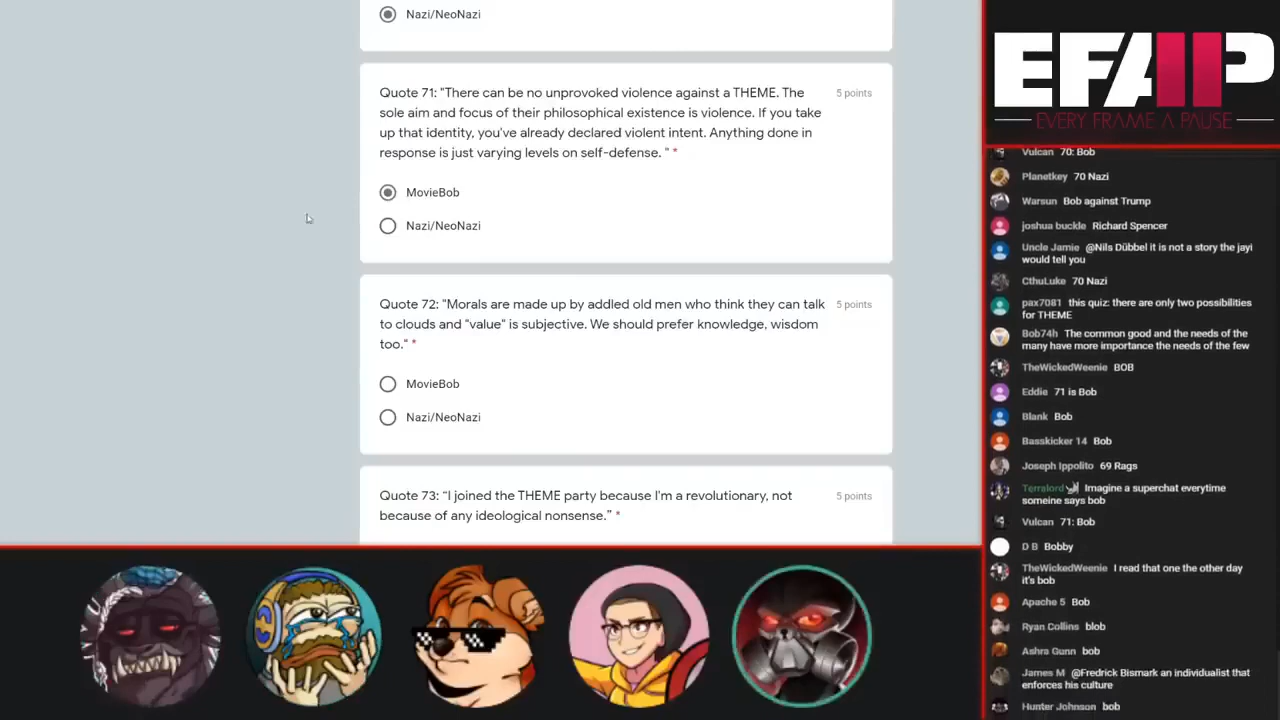 Nazi/NeoNazi
Quote 71: "There can be no unprovoked violence against a THEME. The
5 points
sole aim and focus of their philosophical existence is violence. If you take
up that identity, you've already declared violent intent. Anything done in
response is just varying levels on self-defense. " *
MovieBob
Nazi/NeoNazi
Quote 72: "Morals are made up by addled old men who think they can talk
5 points
to clouds and "value" is subjective. We should prefer knowledge, wisdom
too." *
MovieBob
Nazi/NeoNazi
Quote 73: “I joined the THEME party because I'm a revolutionary, not
5 points
because of any ideological nonsense.” *
EFAP
EVERY FRAME A PAUSE
Vulcan 70: Bob
Planetkey 70 Nazi
Warsun Bob against Trump
joshua buckle Richard Spencer
Uncle Jamie @Nils Dübbel it is not a story the jayi
would tell you
CthuLuke 70 Nazi
pax7081 this quiz: there are only two possibilities
for THEME
Bob74h The common good and the needs of the
many have more importance the needs of the few
TheWickedWeenie BOB
Eddie 71 is Bob
Blank Bob
Basskicker 14 Bob
Joseph Ippolito 69 Rags
Terralord Imagine a superchat everytime
someine says bob
Vulcan 71: Bob
D B Bobby
TheWickedWeenie I read that one the other day
it's bob
Apache 5 Bob
Ryan Collins blob
Ashra Gunn bob
James M @Fredrick Bismark an individualist that
enforces his culture
Hunter Johnson bob